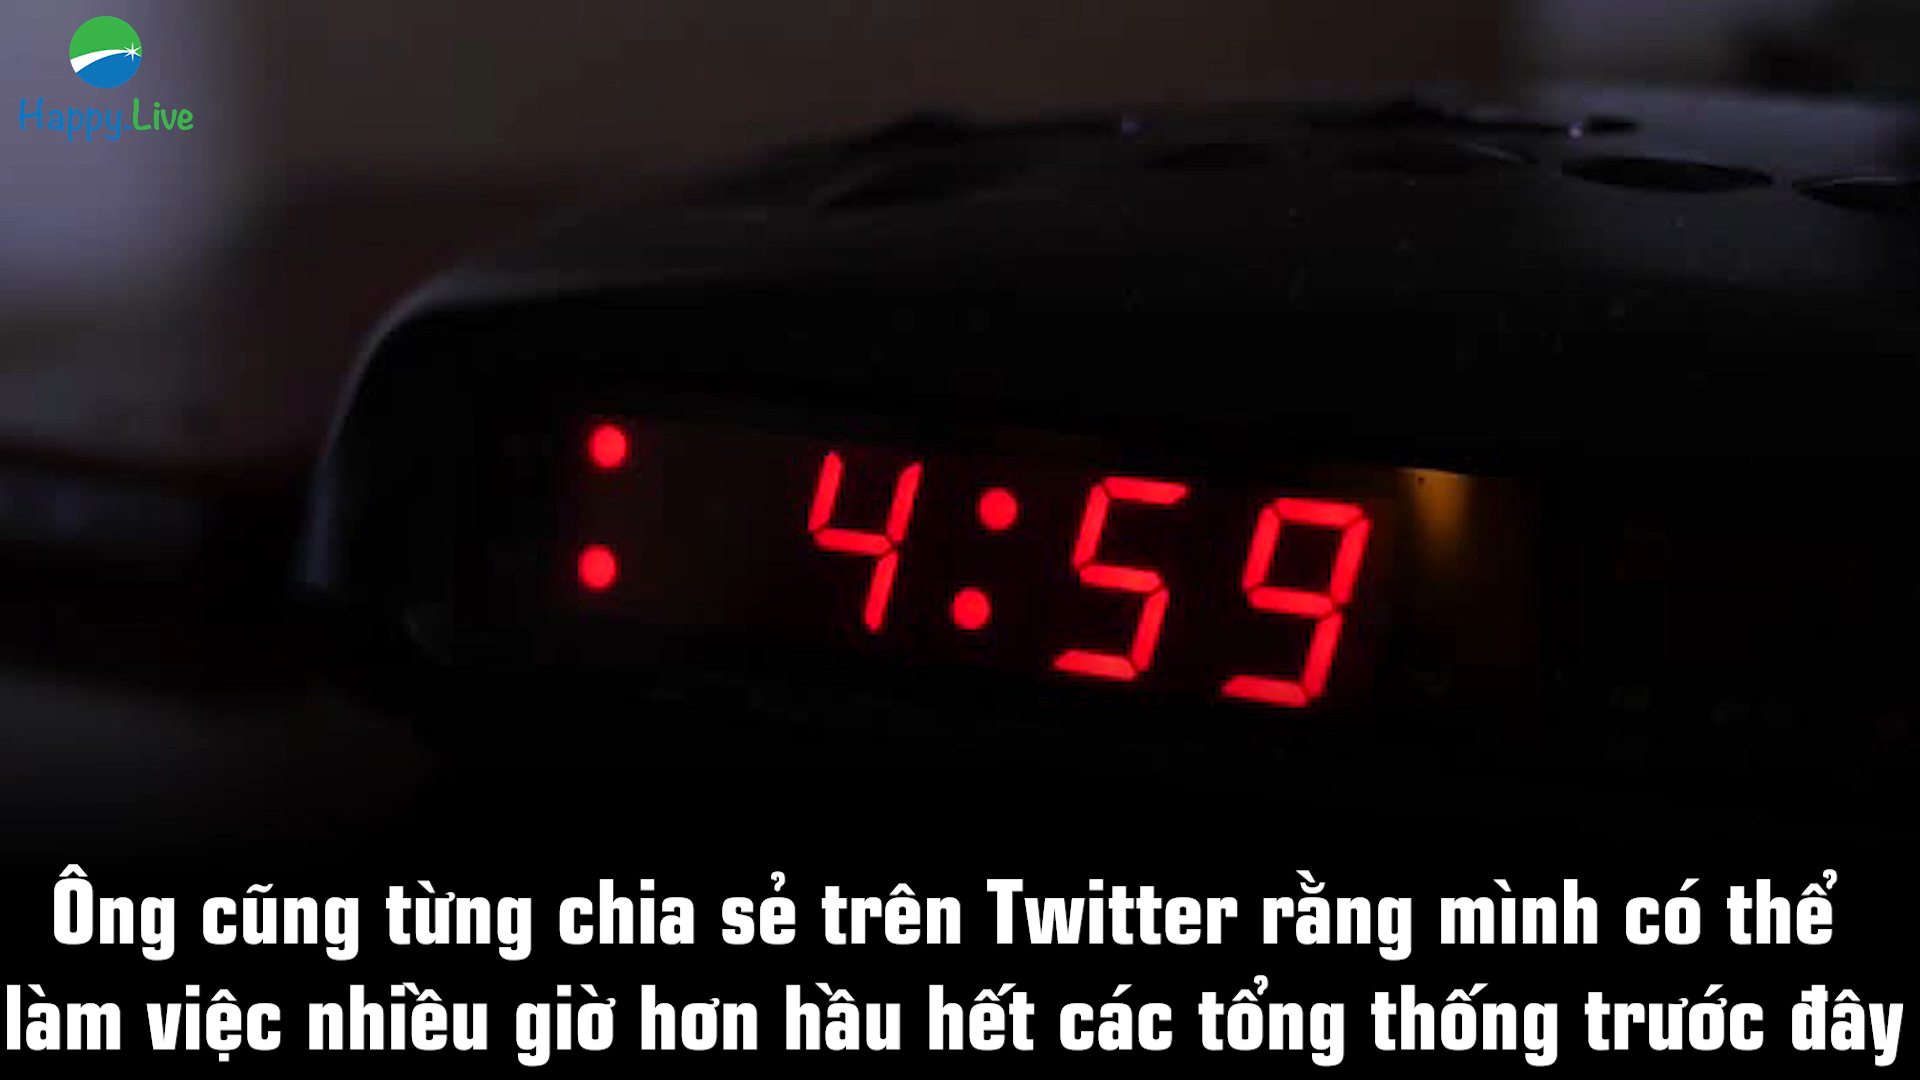 Happy.Live
4:59
Ông cũng từng chia sẻ trên Twitter rằng mình có thể
làm việc nhiều giờ hơn hầu hết các tổng thống trước đây